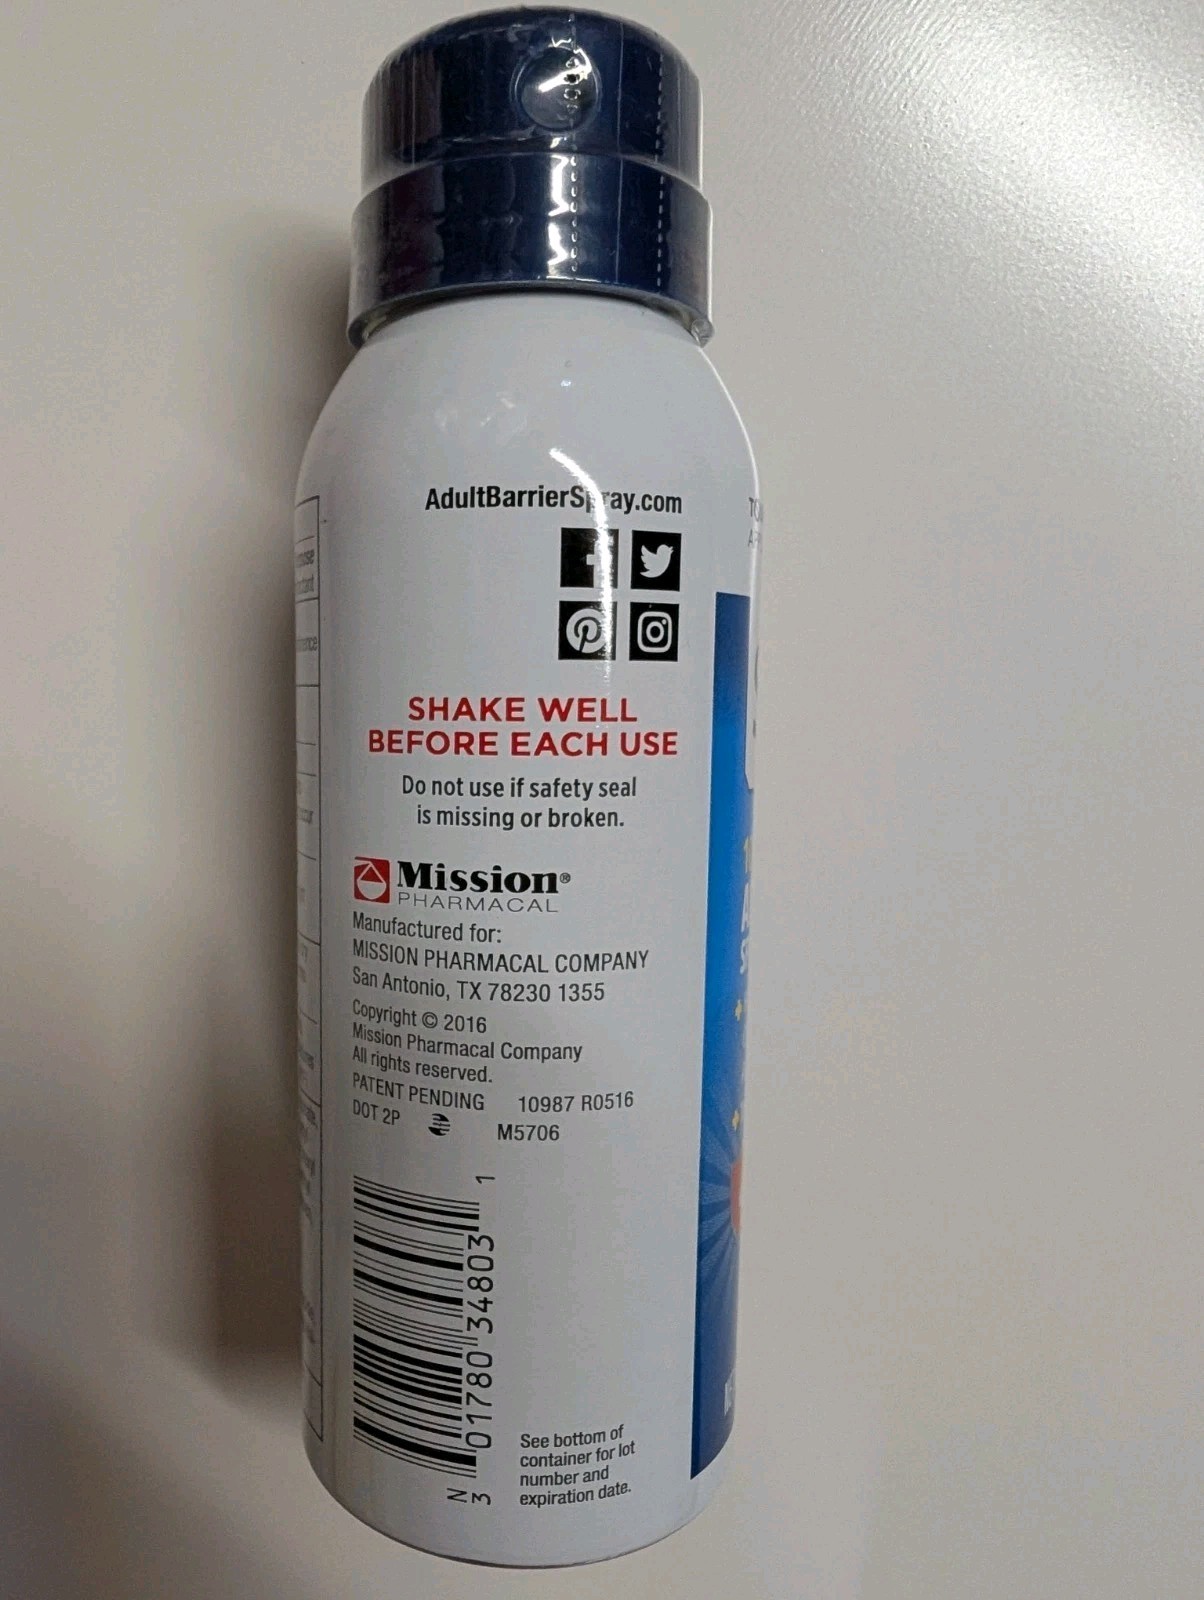 AdultBarrierSpray.com
SHAKE WELL
BEFORE EACH USE
Do not use if safety seal
is missing or broken.
Mission®
PHARMACAL
Manufactured for:
MISSION PHARMACAL COMPANY
San Antonio, TX 78230 1355
Copyright © 2016
Mission Pharmacal Company
All rights reserved.
PATENT PENDING 10987 R0516
DOT 2P M5706
N
3 01780 34803 1
See bottom of
container for lot
number and
expiration date.